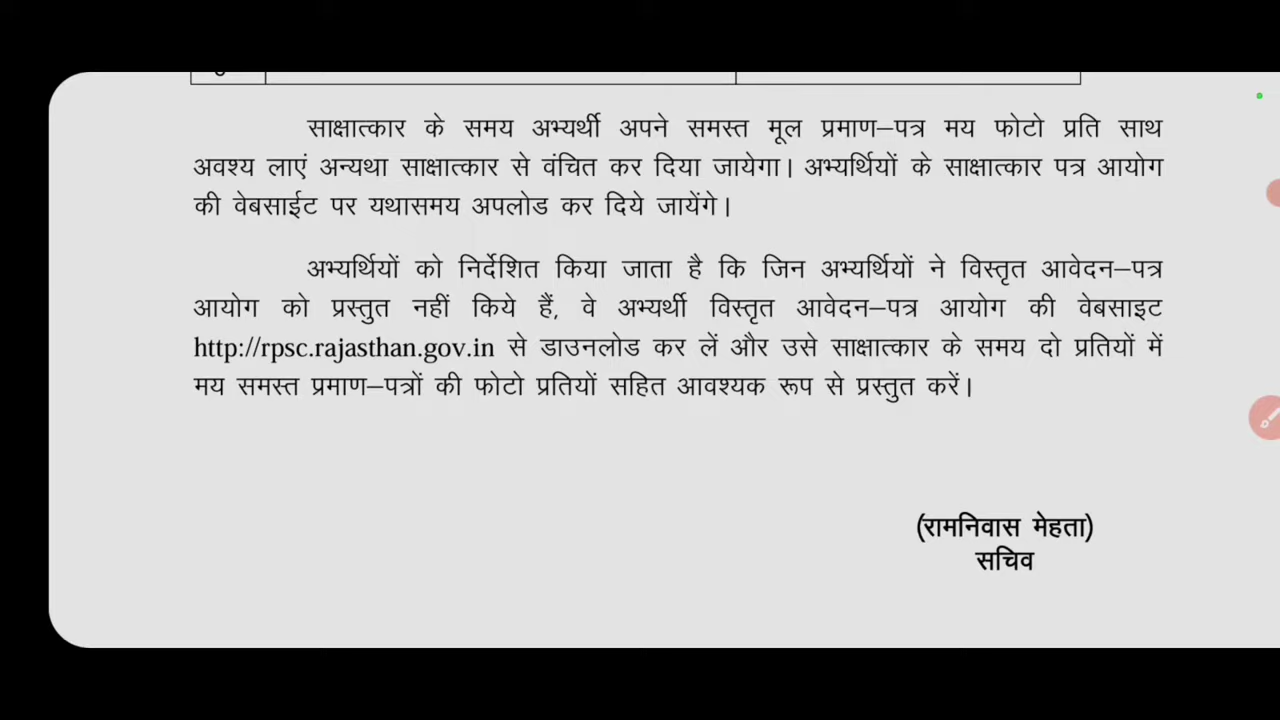 साक्षात्कार के समय अभ्यर्थी अपने समस्त मूल प्रमाण–पत्र मय फोटो प्रति साथ
अवश्य लाएं अन्यथा साक्षात्कार से वंचित कर दिया जायेगा। अभ्यर्थियों के साक्षात्कार पत्र आयोग
की वेबसाईट पर यथासमय अपलोड कर दिये जायेंगे।
अभ्यर्थियों को निर्देशित किया जाता है कि जिन अभ्यर्थियों ने विस्तृत आवेदन–पत्र
आयोग को प्रस्तुत नहीं किये हैं, वे अभ्यर्थी विस्तृत आवेदन–पत्र आयोग की वेबसाइट
http://rpsc.rajasthan.gov.in से डाउनलोड कर लें और उसे साक्षात्कार के समय दो प्रतियों में
मय समस्त प्रमाण–पत्रों की फोटो प्रतियों सहित आवश्यक रूप से प्रस्तुत करें।
(रामनिवास मेहता)
सचिव